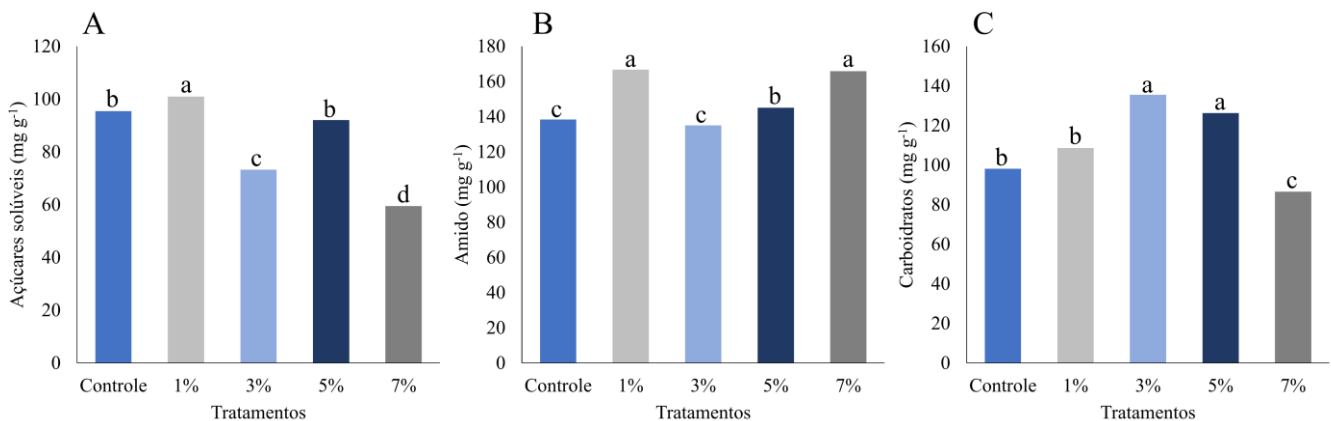 A
Açúcares solúveis (mg g-1)
120
100
80
60
40
20
0
b
a
c
b
d
Controle 1% 3% 5% 7%
Tratamentos
B
Amido (mg g-1)
180
160
140
120
100
80
60
40
20
0
c
a
c
b
a
Controle 1% 3% 5% 7%
Tratamentos
C
Carboidratos (mg g-1)
160
140
120
100
80
60
40
20
0
b
b
a
a
c
Controle 1% 3% 5% 7%
Tratamentos